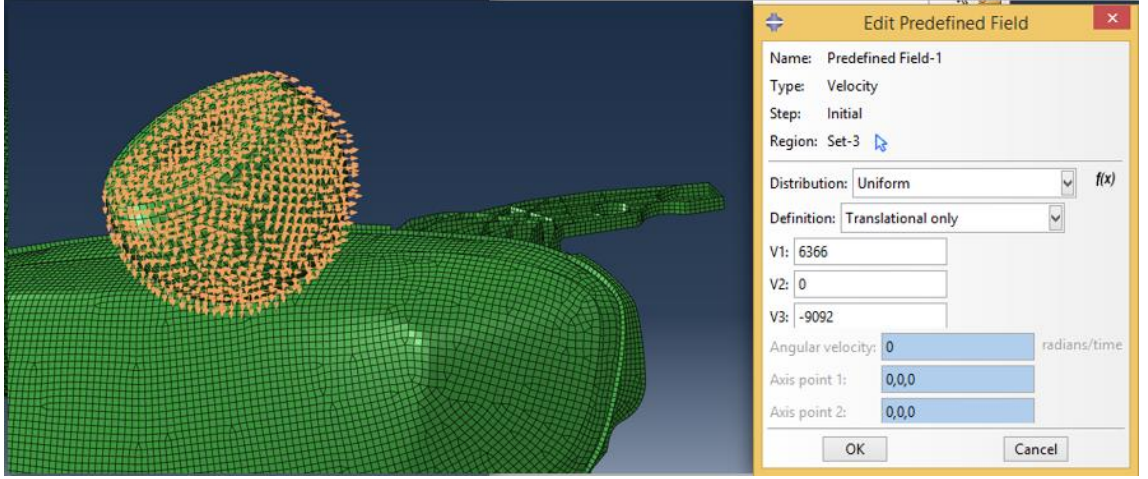 Edit Predefined Field
Name: Predefined Field-1
Type: Velocity
Step: Initial
Region: Set-3
Distribution: Uniform f(x)
Definition: Translational only
V1: 6366
V2: 0
V3: -9092
Angular velocity: 0 radians/time
Axis point 1: 0,0,0
Axis point 2: 0,0,0
OK Cancel